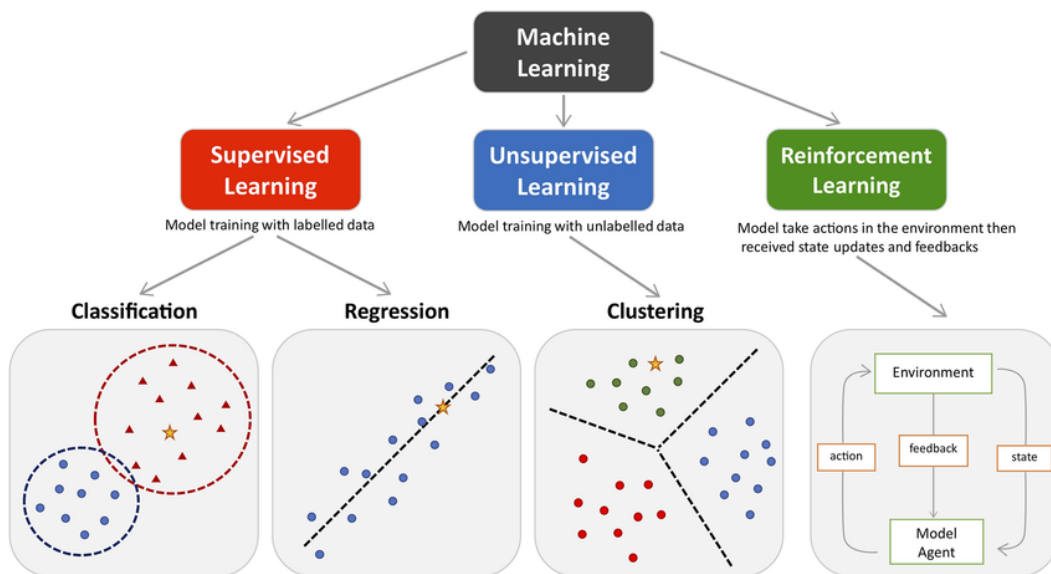 Machine
Learning
Supervised
Learning
Unsupervised
Learning
Reinforcement
Learning
Model training with labelled data
Model training with unlabelled data
Model take actions in the environment then
received state updates and feedbacks
Classification
Regression
Clustering
Environment
action
feedback
state
Model
Agent